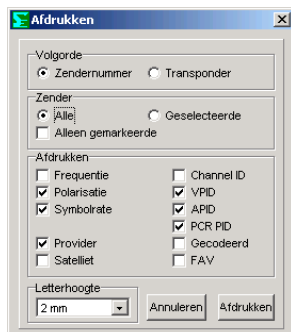 Afdrukken
Volgorde
Zendernummer Transponder
Zender
Alle Geselecteerde
Alleen gemarkeerde
Afdrukken
Frequentie Channel ID
Polarisatie VPID
Symbolrate APID
PCR PID
Provider Gecodeerd
Satelliet FAV
Letterhoogte
2 mm Annuleren Afdrukken